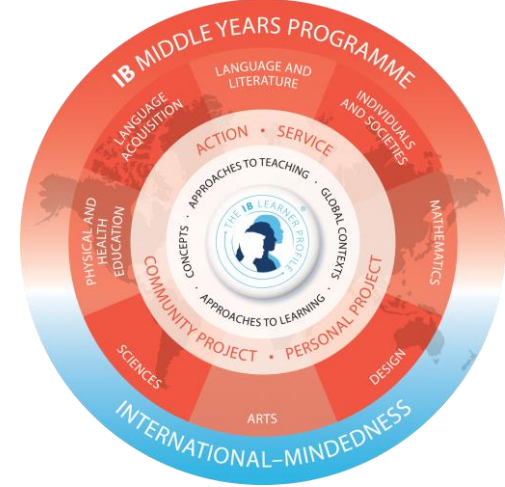 IB MIDDLE YEARS PROGRAMME
LANGUAGE AND
LITERATURE
INDIVIDUALS
AND SOCIETIES
MATHEMATICS
DESIGN
ARTS
SCIENCES
PHYSICAL AND
HEALTH
EDUCATION
LANGUAGE
ACQUISITION
ACTION • SERVICE
PERSONAL PROJECT
•
COMMUNITY PROJECT
APPROACHES TO TEACHING ·
GLOBAL CONTEXTS ·
APPROACHES TO LEARNING ·
CONCEPTS ·
THE IB LEARNER PROFILE
®
INTERNATIONAL–MINDEDNESS